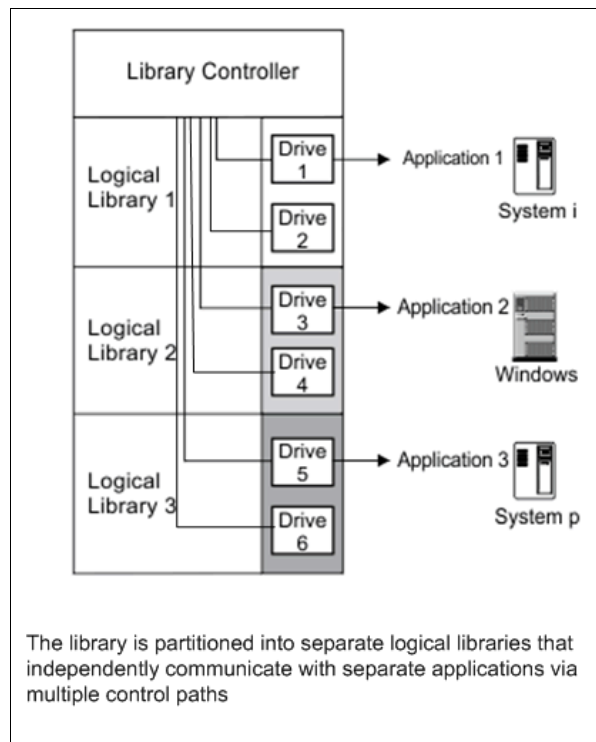 Library Controller
Logical
Library 1
Drive
1
Application 1
System i
Drive
2
Logical
Library 2
Drive
3
Application 2
Windows
Drive
4
Logical
Library 3
Drive
5
Application 3
System p
Drive
6
The library is partitioned into separate logical libraries that
independently communicate with separate applications via
multiple control paths